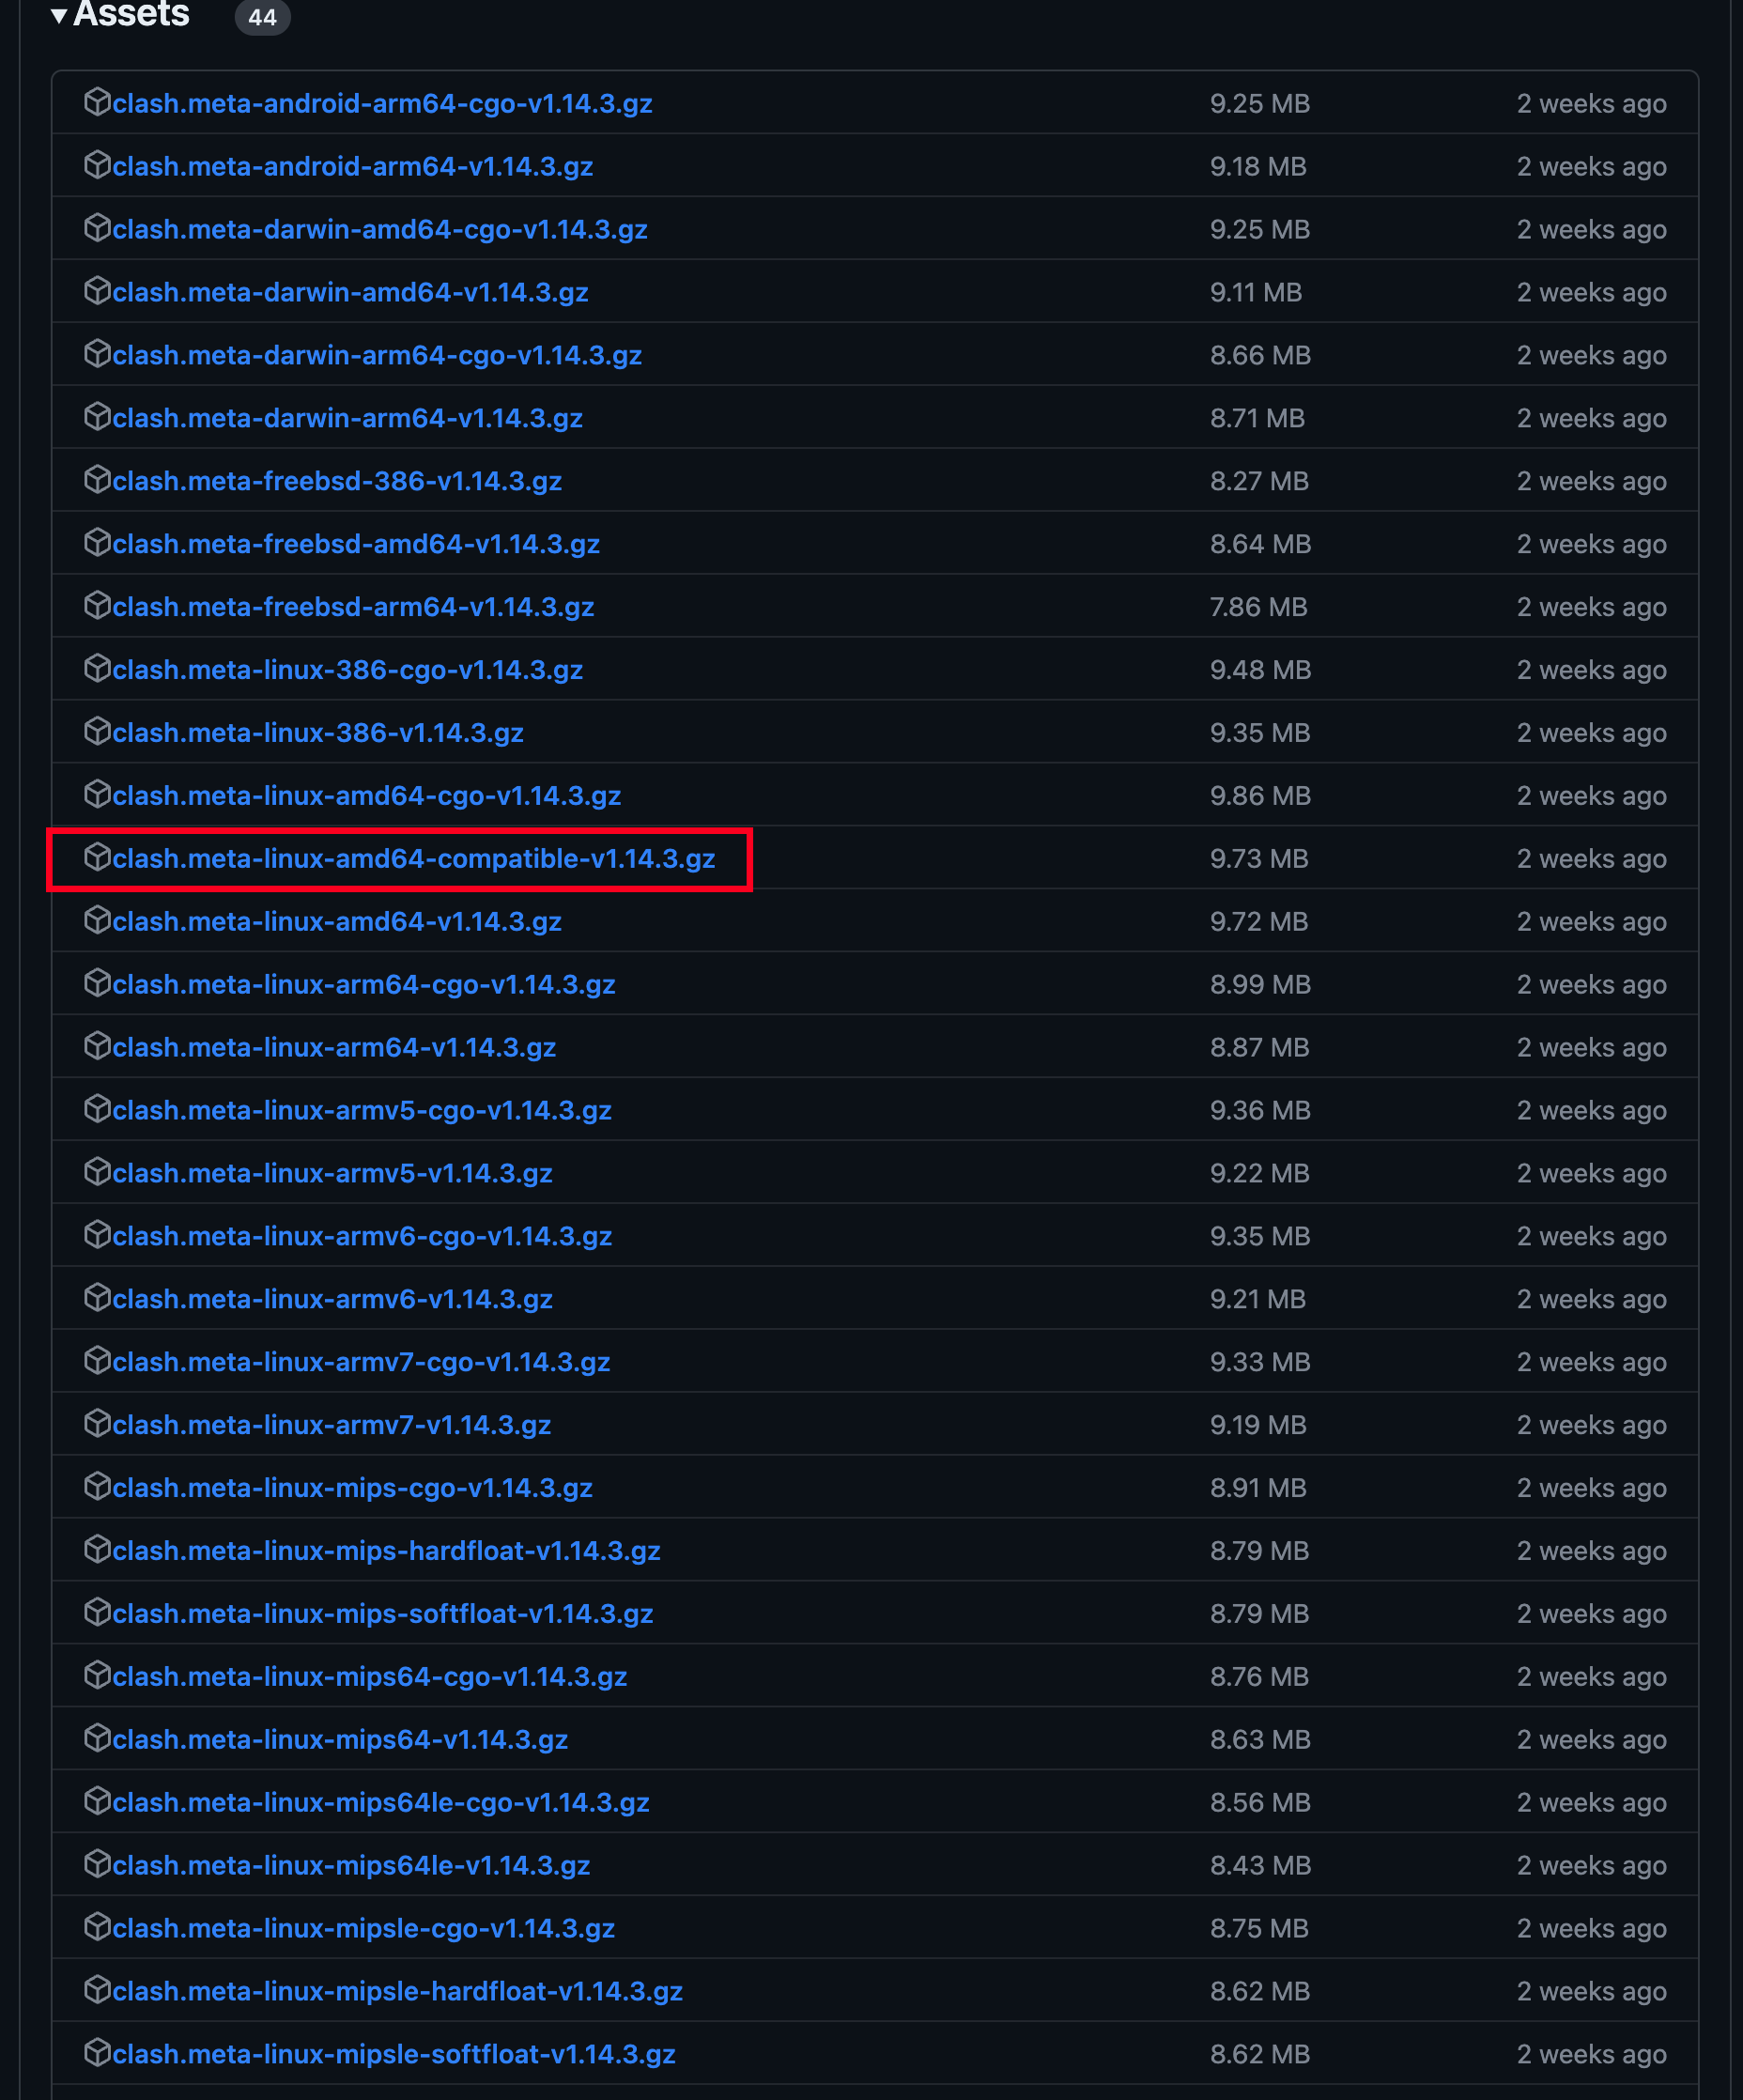 Assets 44
clash.meta-android-arm64-cgo-v1.14.3.gz 9.25 MB 2 weeks ago
clash.meta-android-arm64-v1.14.3.gz 9.18 MB 2 weeks ago
clash.meta-darwin-amd64-cgo-v1.14.3.gz 9.25 MB 2 weeks ago
clash.meta-darwin-amd64-v1.14.3.gz 9.11 MB 2 weeks ago
clash.meta-darwin-arm64-cgo-v1.14.3.gz 8.66 MB 2 weeks ago
clash.meta-darwin-arm64-v1.14.3.gz 8.71 MB 2 weeks ago
clash.meta-freebsd-386-v1.14.3.gz 8.27 MB 2 weeks ago
clash.meta-freebsd-amd64-v1.14.3.gz 8.64 MB 2 weeks ago
clash.meta-freebsd-arm64-v1.14.3.gz 7.86 MB 2 weeks ago
clash.meta-linux-386-cgo-v1.14.3.gz 9.48 MB 2 weeks ago
clash.meta-linux-386-v1.14.3.gz 9.35 MB 2 weeks ago
clash.meta-linux-amd64-cgo-v1.14.3.gz 9.86 MB 2 weeks ago
clash.meta-linux-amd64-compatible-v1.14.3.gz 9.73 MB 2 weeks ago
clash.meta-linux-amd64-v1.14.3.gz 9.72 MB 2 weeks ago
clash.meta-linux-arm64-cgo-v1.14.3.gz 8.99 MB 2 weeks ago
clash.meta-linux-arm64-v1.14.3.gz 8.87 MB 2 weeks ago
clash.meta-linux-armv5-cgo-v1.14.3.gz 9.36 MB 2 weeks ago
clash.meta-linux-armv5-v1.14.3.gz 9.22 MB 2 weeks ago
clash.meta-linux-armv6-cgo-v1.14.3.gz 9.35 MB 2 weeks ago
clash.meta-linux-armv6-v1.14.3.gz 9.21 MB 2 weeks ago
clash.meta-linux-armv7-cgo-v1.14.3.gz 9.33 MB 2 weeks ago
clash.meta-linux-armv7-v1.14.3.gz 9.19 MB 2 weeks ago
clash.meta-linux-mips-cgo-v1.14.3.gz 8.91 MB 2 weeks ago
clash.meta-linux-mips-hardfloat-v1.14.3.gz 8.79 MB 2 weeks ago
clash.meta-linux-mips-softfloat-v1.14.3.gz 8.79 MB 2 weeks ago
clash.meta-linux-mips64-cgo-v1.14.3.gz 8.76 MB 2 weeks ago
clash.meta-linux-mips64-v1.14.3.gz 8.63 MB 2 weeks ago
clash.meta-linux-mips64le-cgo-v1.14.3.gz 8.56 MB 2 weeks ago
clash.meta-linux-mips64le-v1.14.3.gz 8.43 MB 2 weeks ago
clash.meta-linux-mipsle-cgo-v1.14.3.gz 8.75 MB 2 weeks ago
clash.meta-linux-mipsle-hardfloat-v1.14.3.gz 8.62 MB 2 weeks ago
clash.meta-linux-mipsle-softfloat-v1.14.3.gz 8.62 MB 2 weeks ago